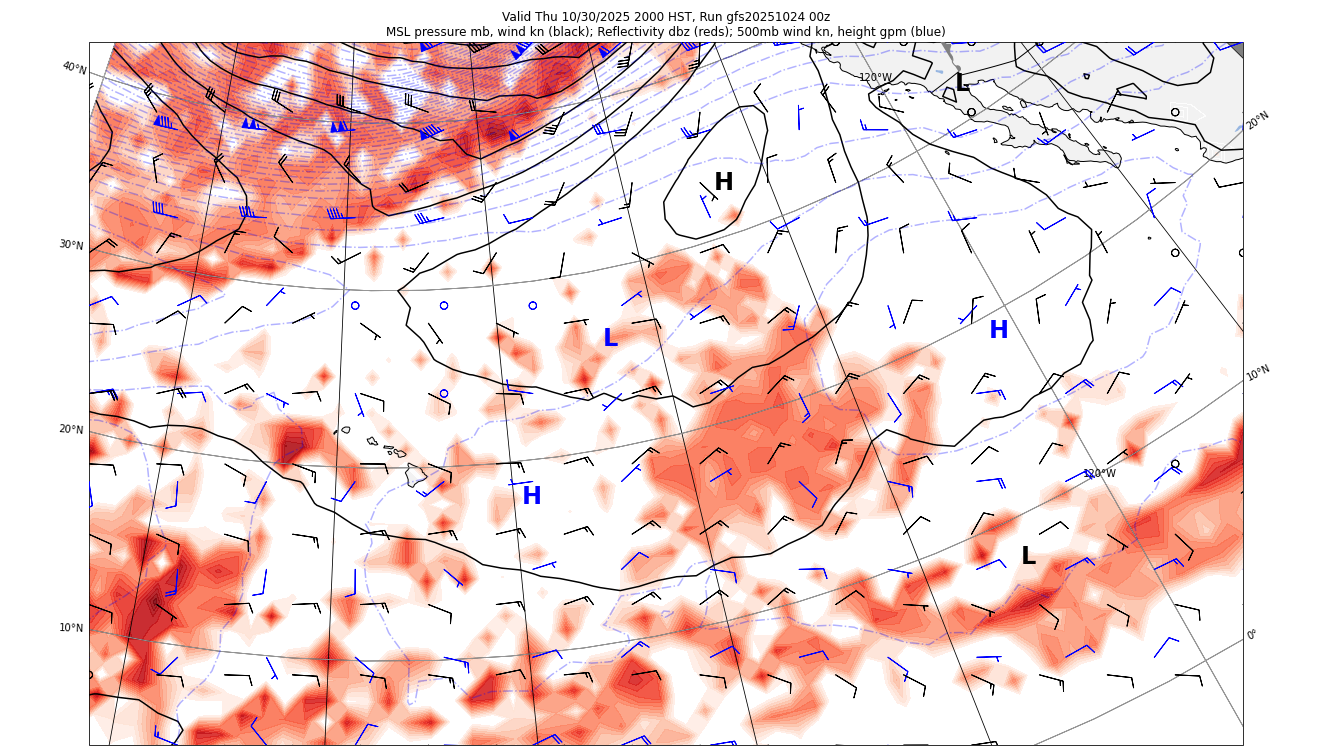 Valid Thu 10/30/2025 2000 HST, Run gfs20251024 00z
MSL pressure mb, wind kn (black); Reflectivity dbz (reds); 500mb wind kn, height gpm (blue)
40°N
120°W
L
20°N
H
30°N
H
L
10°N
20°N
120°W
H
L
10°N
0°